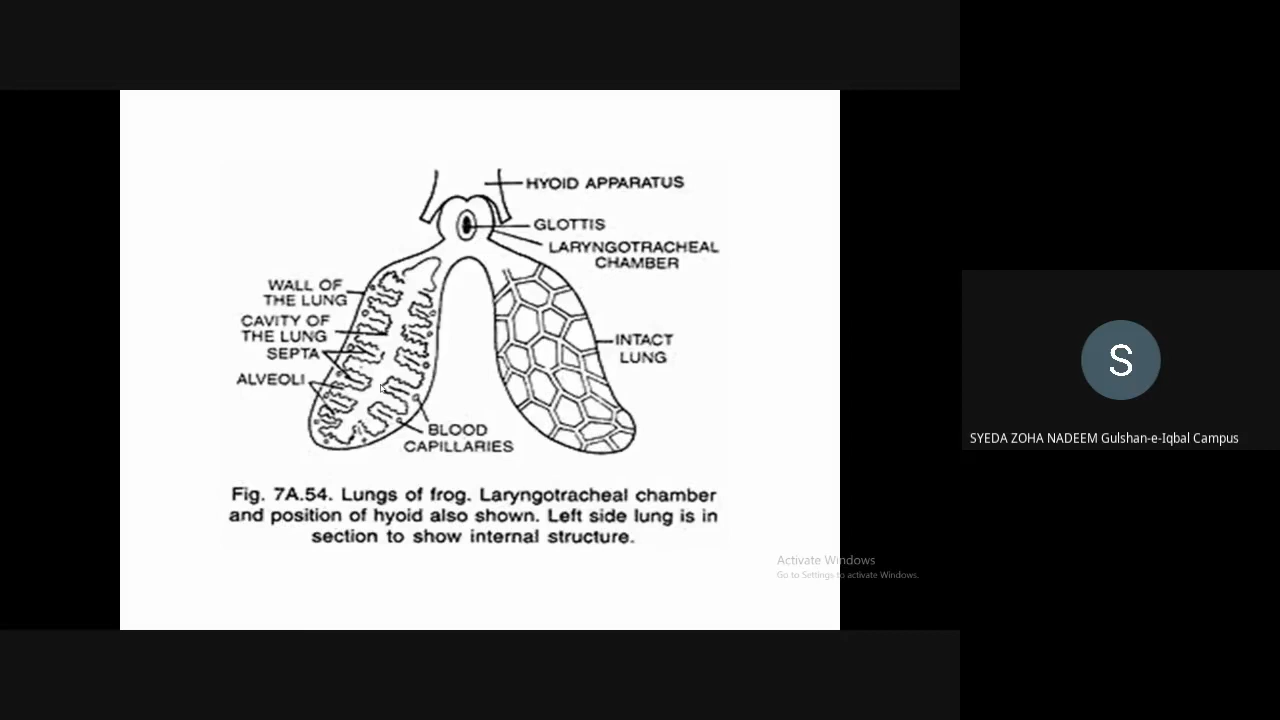 HYOID APPARATUS
GLOTTIS
LARYNGOTRACHEAL
CHAMBER
WALL OF
THE LUNG
CAVITY OF
THE LUNG
SEPTA
ALVEOLI
INTACT
LUNG
BLOOD
CAPILLARIES
Fig. 7A.54. Lungs of frog. Laryngotracheal chamber
and position of hyoid also shown. Left side lung is in
section to show internal structure.
Activate Windows
Go to Settings to activate Windows.
S
SYEDA ZOHA NADEEM Gulshan-e-Iqbal Campus